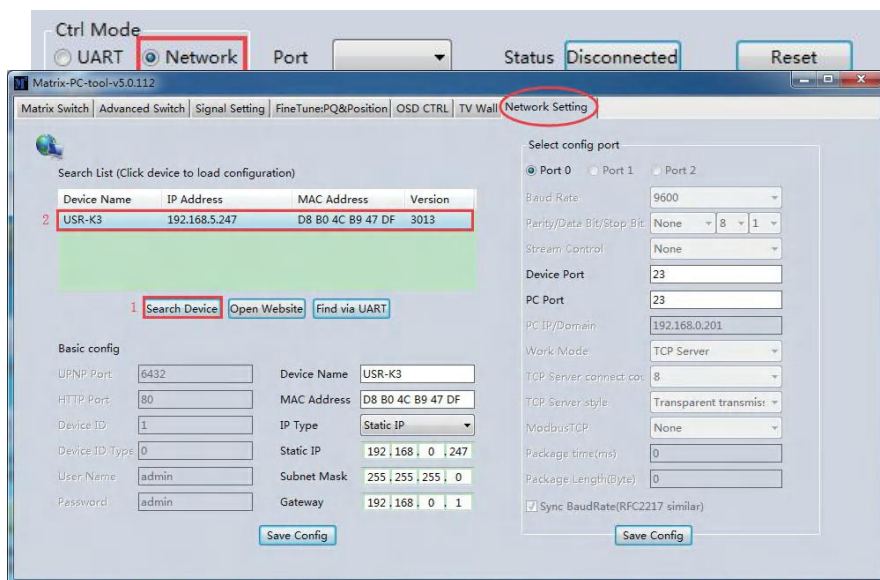 Ctrl Mode
UART Network Port Status Disconnected Reset
Matrix-PC-tool-v5.0.112
Matrix Switch Advanced Switch Signal Setting FineTune:PQ&Position OSD CTRL TV Wall Network Setting
Search List (Click device to load configuration)
Device Name IP Address MAC Address Version
2 USR-K3 192.168.5.247 D8 B0 4C B9 47 DF 3013
1 Search Device Open Website Find via UART
Basic config
UPNP Port 6432 Device Name USR-K3
HTTP Port 80 MAC Address D8 B0 4C B9 47 DF
Device ID 1 IP Type Static IP
Device ID Type 0 Static IP 192 . 168 . 0 . 247
User Name admin Subnet Mask 255 . 255 . 255 . 0
Password admin Gateway 192 . 168 . 0 . 1
Save Config
Select config port
Port 0 Port 1 Port 2
Baud Rate 9600
Parity/Data Bit/Stop Bit None 8 1
Stream Control None
Device Port 23
PC Port 23
PC IP/Domain 192.168.0.201
Work Mode TCP Server
TCP Server connect cou 8
TCP Server style Transparent transmis:
ModbusTCP None
Package time(ms) 0
Package Length(Byte) 0
Sync BaudRate(RFC2217 similar)
Save Config